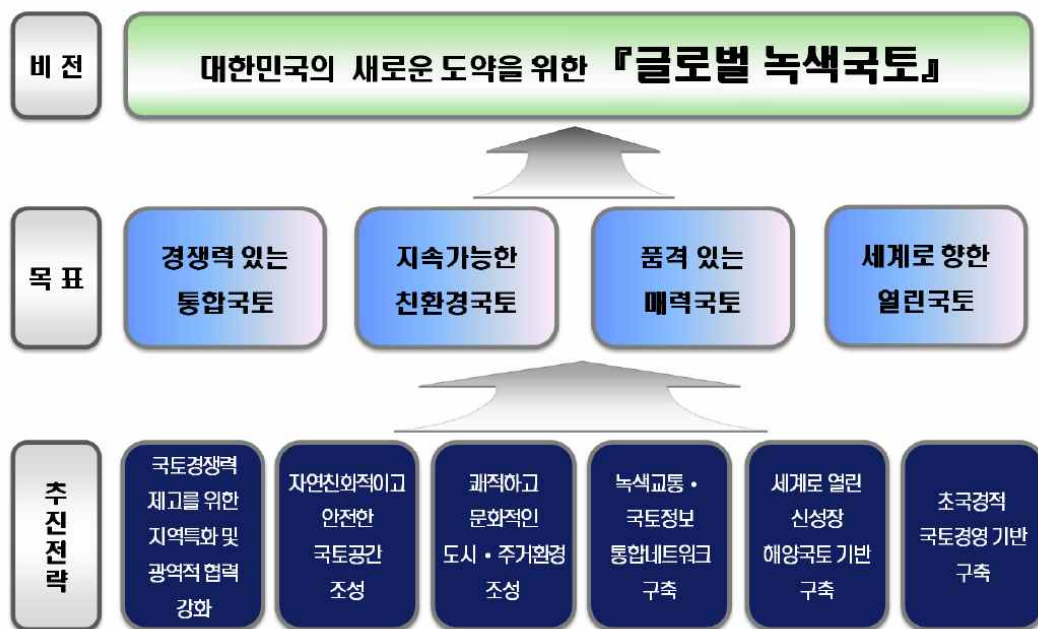 비 전
대한민국의 새로운 도약을 위한 『글로벌 녹색국토』
목 표
경쟁력 있는
통합국토
지속가능한
친환경국토
품격 있는
매력국토
세계로 향한
열린국토
추진전략
국토경쟁력
제고를 위한
지역특화 및
광역적 협력
강화
자연친화적이고
안전한
국토공간
조성
쾌적하고
문화적인
도시・주거환경
조성
녹색교통・
국토정보
통합네트워크
구축
세계로 열린
신성장
해양국토 기반
구축
초국경적
국토경영 기반
구축